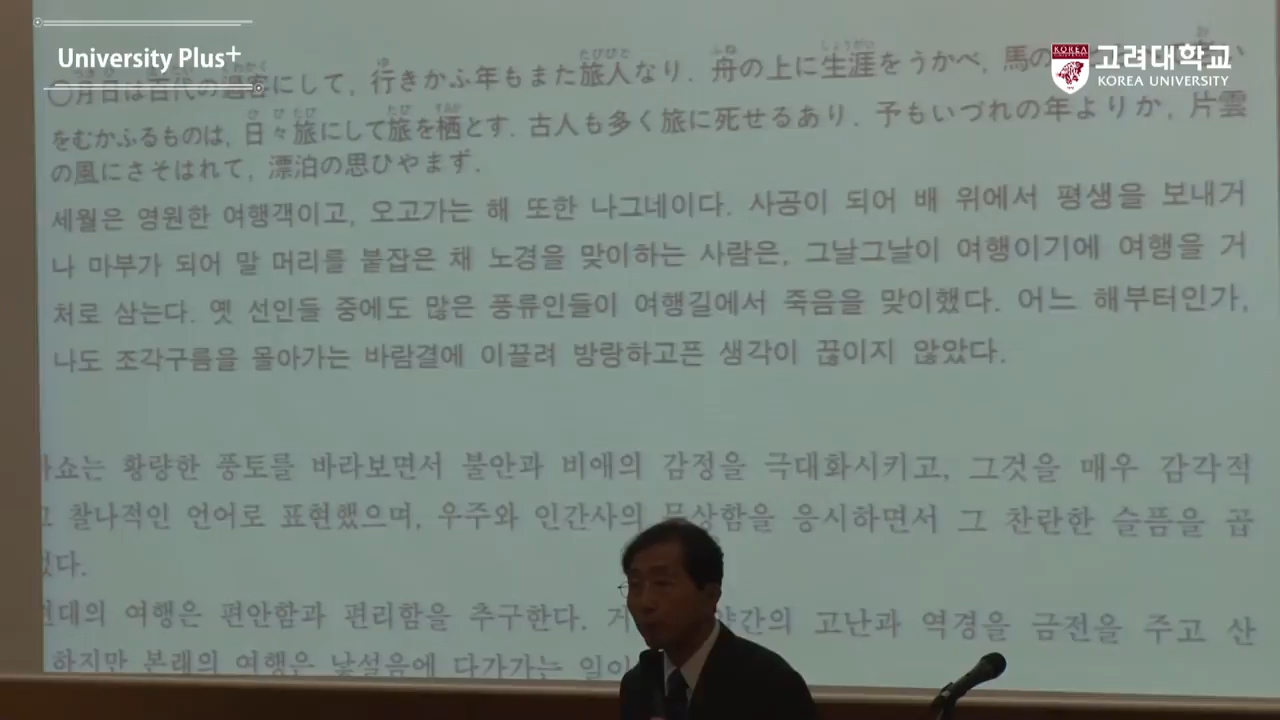 University Plus+
고려대학교
KOREA UNIVERSITY
〇月日は百代の過客にして, 行きかふ年もまた旅人なり. 舟の上に生涯をうかべ, 馬の
をむかふるものは, 日々旅にして旅を栖とす. 古人も多く旅に死せるあり. 予もいづれの年よりか, 片雲
の風にさそはれて, 漂泊の思ひやまず.
세월은 영원한 여행객이고, 오고가는 해 또한 나그네이다. 사공이 되어 배 위에서 평생을 보내거
나 마부가 되어 말 머리를 붙잡은 채 노경을 맞이하는 사람은, 그날그날이 여행이기에 여행을 거
처로 삼는다. 옛 선인들 중에도 많은 풍류인들이 여행길에서 죽음을 맞이했다. 어느 해부터인가,
나도 조각구름을 몰아가는 바람결에 이끌려 방랑하고픈 생각이 끊이지 않았다.
쇼는 황량한 풍토를 바라보면서 불안과 비애의 감정을 극대화시키고, 그것을 매우 감각적
찰나적인 언어로 표현했으며, 우주와 인간사의 무상함을 응시하면서 그 찬란한 슬픔을 꼽
다.
대의 여행은 편안함과 편리함을 추구한다. 약간의 고난과 역경을 금전을 주고 산
하지만 본래의 여행은 낯설음에 다가가는